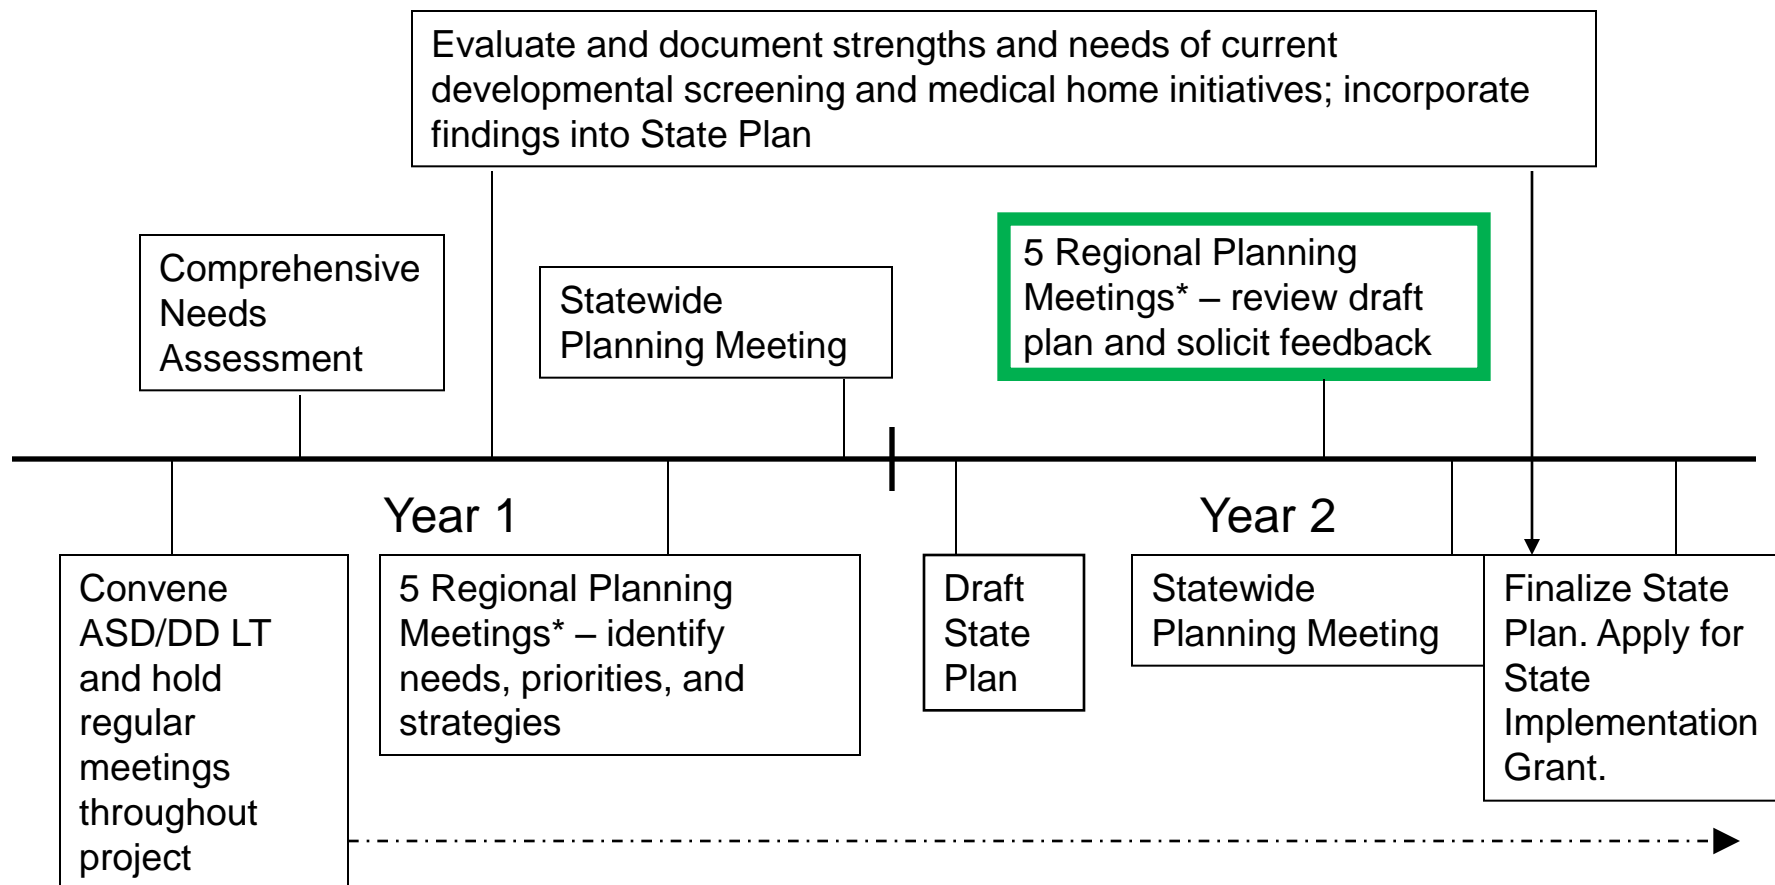 Evaluate and document strengths and needs of current
developmental screening and medical home initiatives; incorporate
findings into State Plan
Comprehensive
Needs
Assessment
Statewide
Planning Meeting
5 Regional Planning
Meetings* – review draft
plan and solicit feedback
Year 1
Year 2
Convene
ASD/DD LT
and hold
regular
meetings
throughout
project
5 Regional Planning
Meetings* – identify
needs, priorities, and
strategies
Draft
State
Plan
Statewide
Planning Meeting
Finalize State
Plan. Apply for
State
Implementation
Grant.